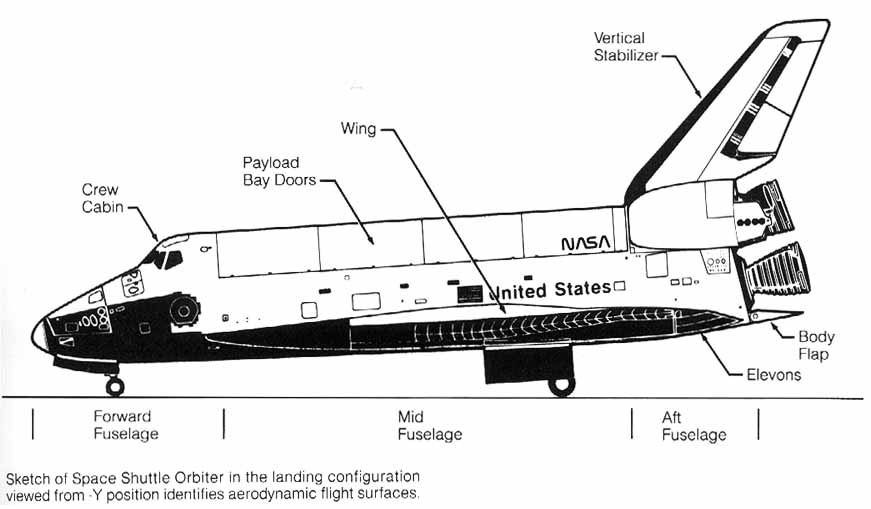 Vertical
Stabilizer
Wing
Payload
Bay Doors
Crew
Cabin
NASA
United States
Body
Flap
Elevons
Forward
Fuselage
Mid
Fuselage
Aft
Fuselage
Sketch of Space Shuttle Orbiter in the landing configuration
viewed from -Y position identifies aerodynamic flight surfaces.